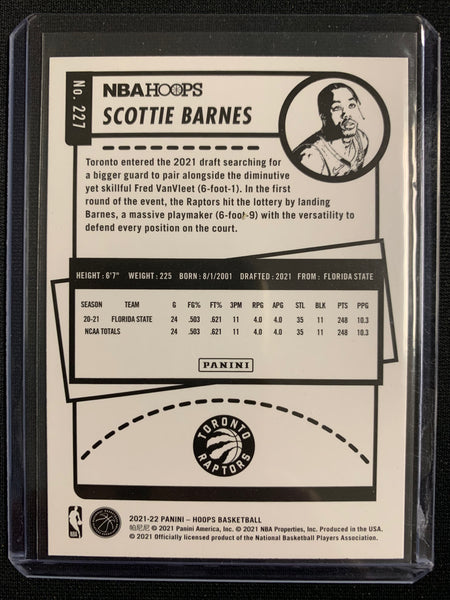 No. 227
NBA HOOPS
SCOTTIE BARNES
Toronto entered the 2021 draft searching for
a bigger guard to pair alongside the diminutive
yet skillful Fred VanVleet (6-foot-1). In the first
round of the event, the Raptors hit the lottery by landing
Barnes, a massive playmaker (6-foot-9) with the versatility to
defend every position on the court.
HEIGHT: 6'7" WEIGHT: 225 BORN: 8/1/2001 DRAFTED: 2021 FROM: FLORIDA STATE
SEASON TEAM G FG% FT% 3PM RPG APG STL BLK PTS PPG
20-21 FLORIDA STATE 24 .503 .621 11 4.0 4.0 35 11 248 10.3
NCAA TOTALS 24 .503 .621 11 4.0 4.0 35 11 248 10.3
PANINI
TORONTO
RAPTORS
2021-22 PANINI – HOOPS BASKETBALL
帕尼尼 © 2021 Panini America, Inc. © 2021 NBA Properties, Inc. Produced in the USA.
© 2021 Officially licensed product of the National Basketball Players Association.